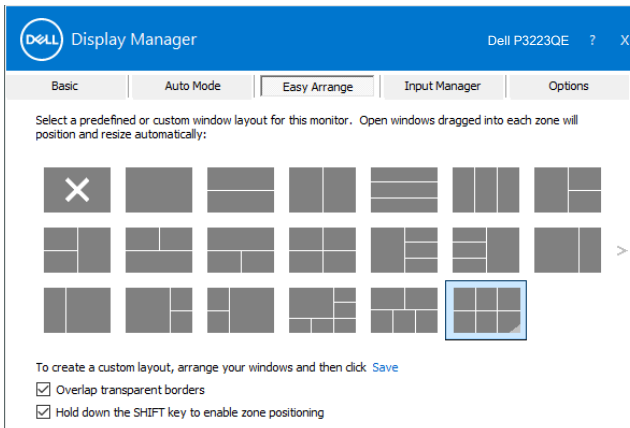 DELL Display Manager Dell P3223QE ? X
Basic Auto Mode Easy Arrange Input Manager Options
Select a predefined or custom window layout for this monitor. Open windows dragged into each zone will
position and resize automatically:
>
To create a custom layout, arrange your windows and then click Save
Overlap transparent borders
Hold down the SHIFT key to enable zone positioning